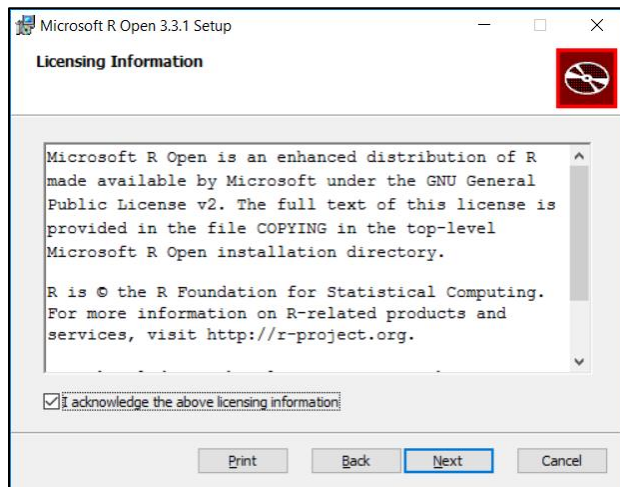 Microsoft R Open 3.3.1 Setup
Licensing Information
Microsoft R Open is an enhanced distribution of R
made available by Microsoft under the GNU General
Public License v2. The full text of this license is
provided in the file COPYING in the top-level
Microsoft R Open installation directory.
R is © the R Foundation for Statistical Computing.
For more information on R-related products and
services, visit http://r-project.org.
I acknowledge the above licensing information
Print Back Next Cancel